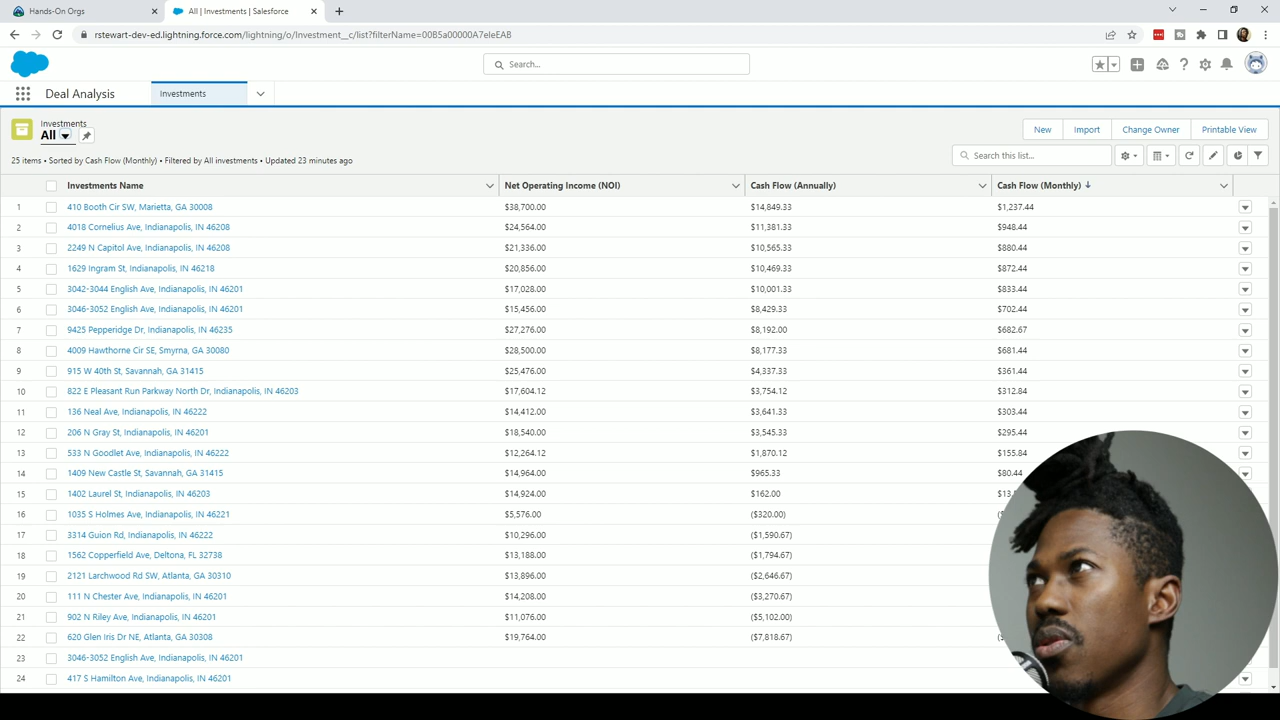 Hands-On Orgs
All | Investments | Salesforce
rstewart-dev-ed.lightning.force.com/lightning/o/Investment__c/list?filterName=00B5a00000A7eleEAB
Search...
Deal Analysis
Investments
Investments
All
New
Import
Change Owner
Printable View
25 items • Sorted by Cash Flow (Monthly) • Filtered by All investments • Updated 23 minutes ago
Search this list...
Investments Name Net Operating Income (NOI) Cash Flow (Annually) Cash Flow (Monthly)
1 410 Booth Cir SW, Marietta, GA 30008 $38,700.00 $14,849.33 $1,237.44
2 4018 Cornelius Ave, Indianapolis, IN 46208 $24,564.00 $11,381.33 $948.44
3 2249 N Capitol Ave, Indianapolis, IN 46208 $21,336.00 $10,565.33 $880.44
4 1629 Ingram St, Indianapolis, IN 46218 $20,856.00 $10,469.33 $872.44
5 3042-3044 English Ave, Indianapolis, IN 46201 $17,028.00 $10,001.33 $833.44
6 3046-3052 English Ave, Indianapolis, IN 46201 $15,456.00 $8,429.33 $702.44
7 9425 Pepperidge Dr, Indianapolis, IN 46235 $27,276.00 $8,192.00 $682.67
8 4009 Hawthorne Cir SE, Smyrna, GA 30080 $28,500.00 $8,177.33 $681.44
9 915 W 40th St, Savannah, GA 31415 $25,476.00 $4,337.33 $361.44
10 822 E Pleasant Run Parkway North Dr, Indianapolis, IN 46203 $17,604.12 $3,754.12 $312.84
11 136 Neal Ave, Indianapolis, IN 46222 $14,412.00 $3,641.33 $303.44
12 206 N Gray St, Indianapolis, IN 46201 $18,540.00 $3,545.33 $295.44
13 533 N Goodlet Ave, Indianapolis, IN 46222 $12,264.12 $1,870.12 $155.84
14 1409 New Castle St, Savannah, GA 31415 $14,964.00 $965.33 $80.44
15 1402 Laurel St, Indianapolis, IN 46203 $14,924.00 $162.00
16 1035 S Holmes Ave, Indianapolis, IN 46221 $5,576.00 ($320.00)
17 3314 Guion Rd, Indianapolis, IN 46222 $10,296.00 ($1,590.67)
18 1562 Copperfield Ave, Deltona, FL 32738 $13,188.00 ($1,794.67)
19 2121 Larchwood Rd SW, Atlanta, GA 30310 $13,896.00 ($2,646.67)
20 111 N Chester Ave, Indianapolis, IN 46201 $14,208.00 ($3,270.67)
21 902 N Riley Ave, Indianapolis, IN 46201 $11,076.00 ($5,102.00)
22 620 Glen Iris Dr NE, Atlanta, GA 30308 $19,764.00 ($7,818.67)
23 3046-3052 English Ave, Indianapolis, IN 46201
24 417 S Hamilton Ave, Indianapolis, IN 46201